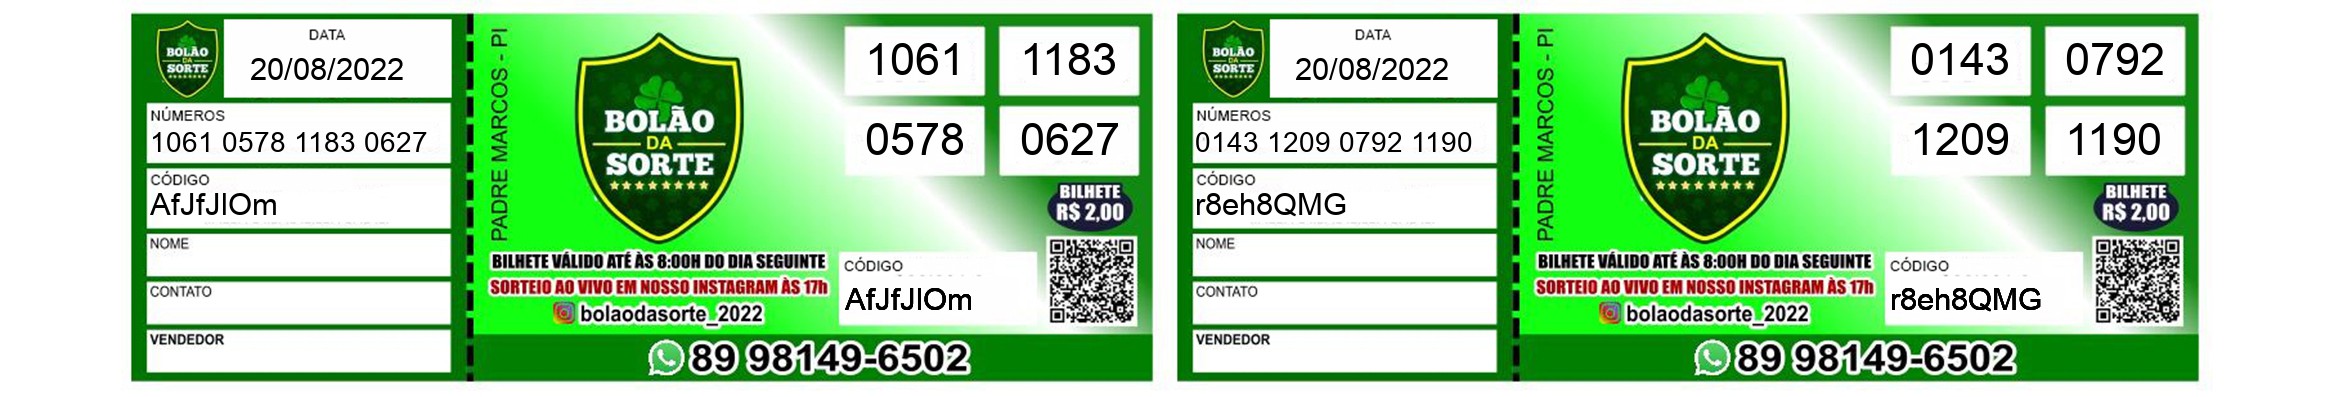 BOLÃO
DA
SORTE
DATA
20/08/2022
NÚMEROS
1061 0578 1183 0627
CÓDIGO
AfJfJIOm
NOME
CONTATO
VENDEDOR
PADRE MARCOS - PI
BOLÃO
DA
SORTE
1061 1183
0578 0627
BILHETE
R$ 2,00
BILHETE VÁLIDO ATÉ ÀS 8:00H DO DIA SEGUINTE
SORTEIO AO VIVO EM NOSSO INSTAGRAM ÀS 17h
bolaodasorte_2022
CÓDIGO
AfJfJIOm
89 98149-6502
BOLÃO
DA
SORTE
DATA
20/08/2022
NÚMEROS
0143 1209 0792 1190
CÓDIGO
r8eh8QMG
NOME
CONTATO
VENDEDOR
PADRE MARCOS - PI
BOLÃO
DA
SORTE
0143 0792
1209 1190
BILHETE
R$ 2,00
BILHETE VÁLIDO ATÉ ÀS 8:00H DO DIA SEGUINTE
SORTEIO AO VIVO EM NOSSO INSTAGRAM ÀS 17h
bolaodasorte_2022
CÓDIGO
r8eh8QMG
89 98149-6502